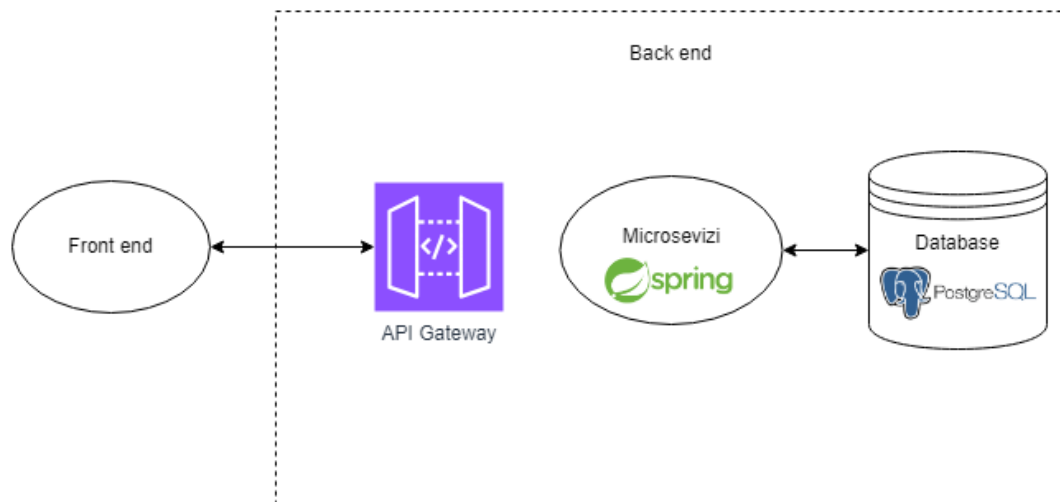 Back end
Front end
API Gateway
Microsevizi
spring
Database
PostgreSQL